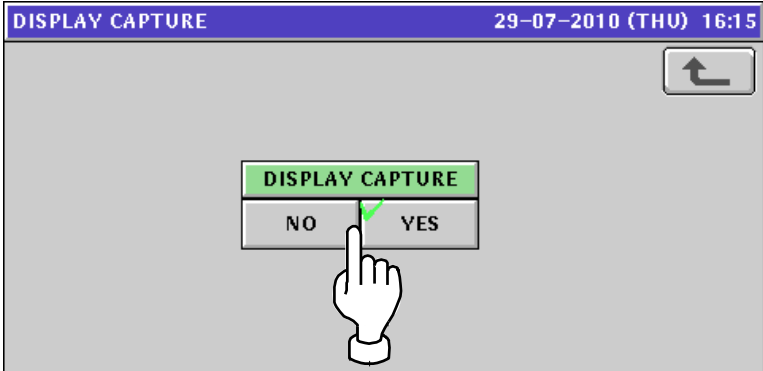 DISPLAY CAPTURE 29-07-2010 (THU) 16:15
DISPLAY CAPTURE
NO YES